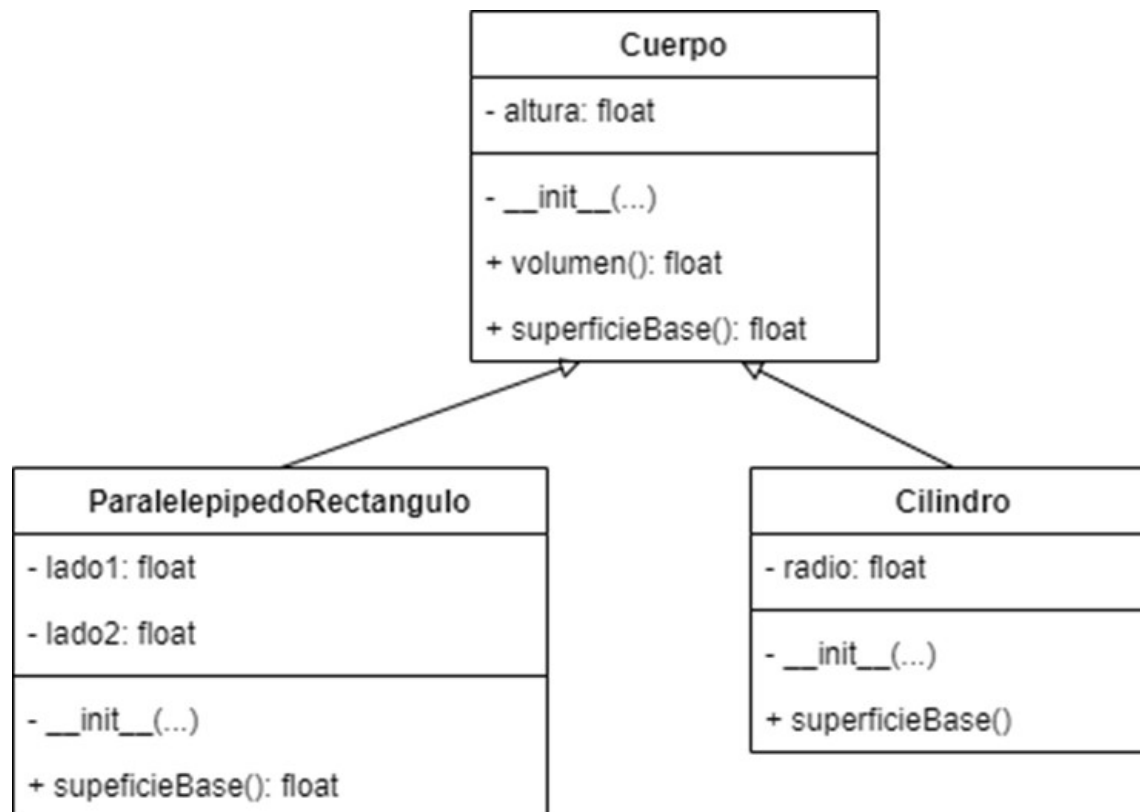 Cuerpo
- altura: float
- __init__(...)
+ volumen(): float
+ superficieBase(): float
ParalelepipedoRectangulo
- lado1: float
- lado2: float
- __init__(...)
+ supeficieBase(): float
Cilindro
- radio: float
- __init__(...)
+ superficieBase()